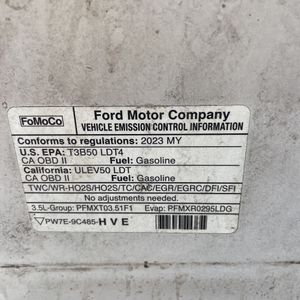 FoMoCo
Ford Motor Company
VEHICLE EMISSION CONTROL INFORMATION
Conforms to regulations: 2023 MY
U.S. EPA: T3B50 LDT4
CA OBD II Fuel: Gasoline
California: ULEV50 LDT
CA OBD II Fuel: Gasoline
TWC/WR-HO2S/HO2S/TC/CAC/EGR/EGRC/DFI/SFI
No adjustments needed.
3.5L-Group: PFMXT03.51F1 Evap: PFMXR0295LDG
PW7E-9C485-HVE